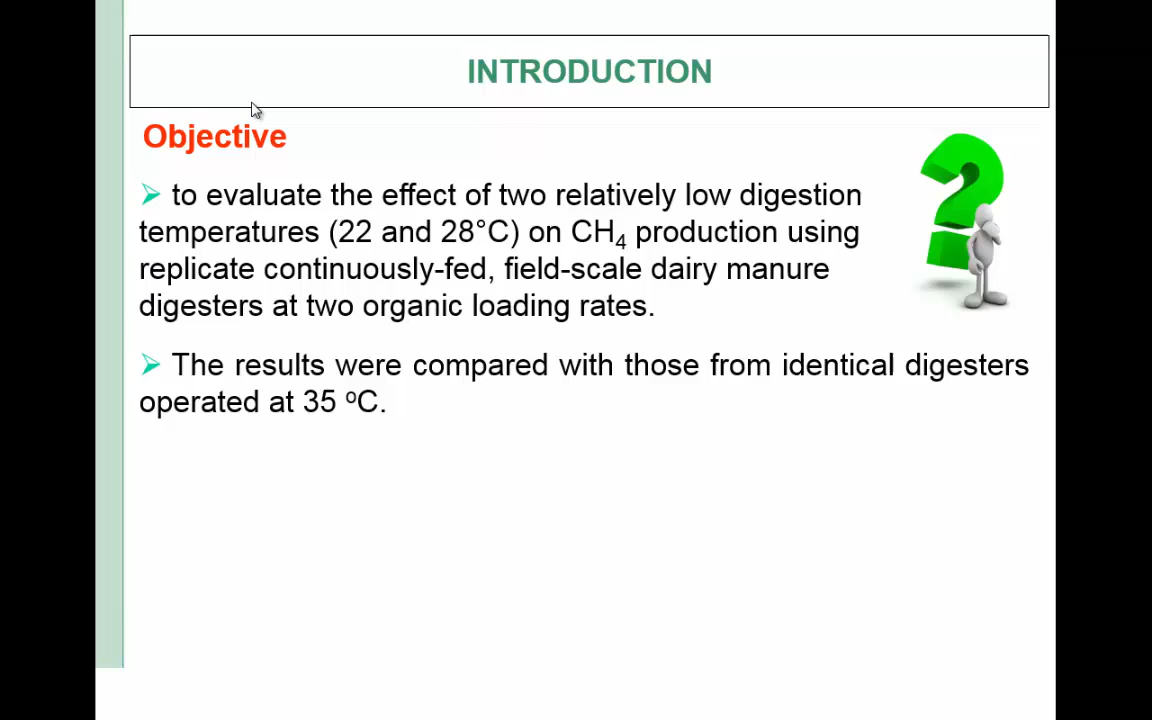 INTRODUCTION
Objective
➢ to evaluate the effect of two relatively low digestion
temperatures (22 and 28°C) on CH₄ production using
replicate continuously-fed, field-scale dairy manure
digesters at two organic loading rates.
➢ The results were compared with those from identical digesters
operated at 35 ºC.